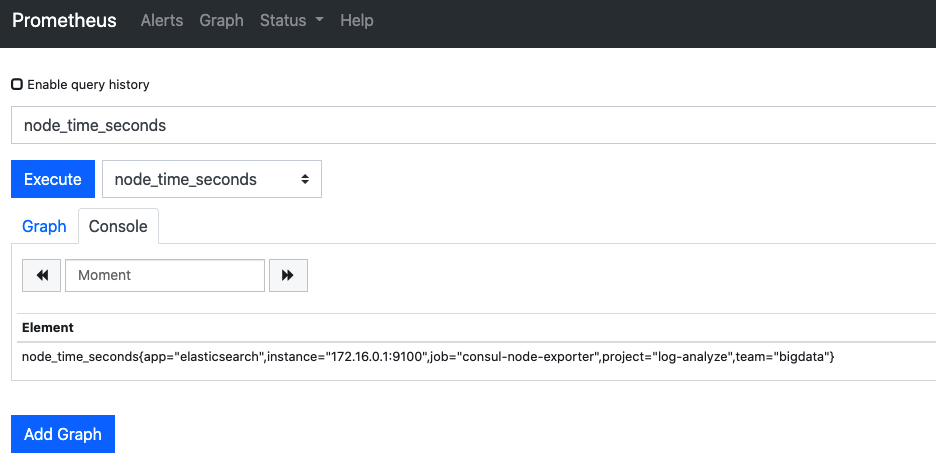 Prometheus Alerts Graph Status Help
Enable query history
node_time_seconds
Execute node_time_seconds
Graph Console
Moment
Element
node_time_seconds{app="elasticsearch",instance="172.16.0.1:9100",job="consul-node-exporter",project="log-analyze",team="bigdata"}
Add Graph